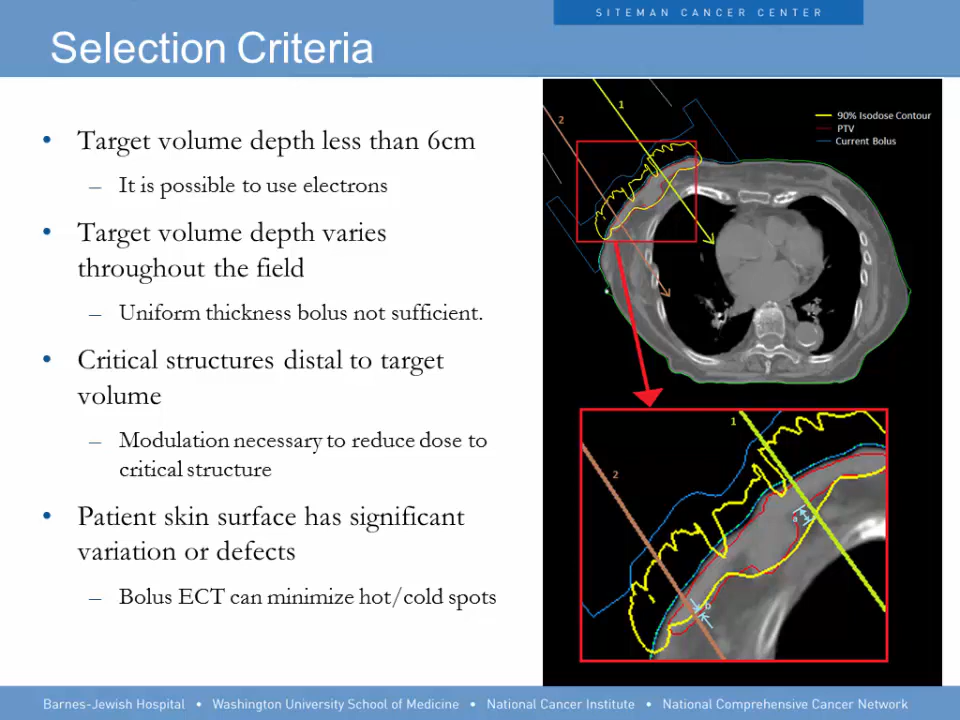 SITEMAN CANCER CENTER
Selection Criteria
• Target volume depth less than 6cm
– It is possible to use electrons
• Target volume depth varies
throughout the field
– Uniform thickness bolus not sufficient.
• Critical structures distal to target
volume
– Modulation necessary to reduce dose to
critical structure
• Patient skin surface has significant
variation or defects
– Bolus ECT can minimize hot/cold spots
1
2
90% Isodose Contour
PTV
Current Bolus
1
2
a
b
Barnes-Jewish Hospital • Washington University School of Medicine • National Cancer Institute • National Comprehensive Cancer Network